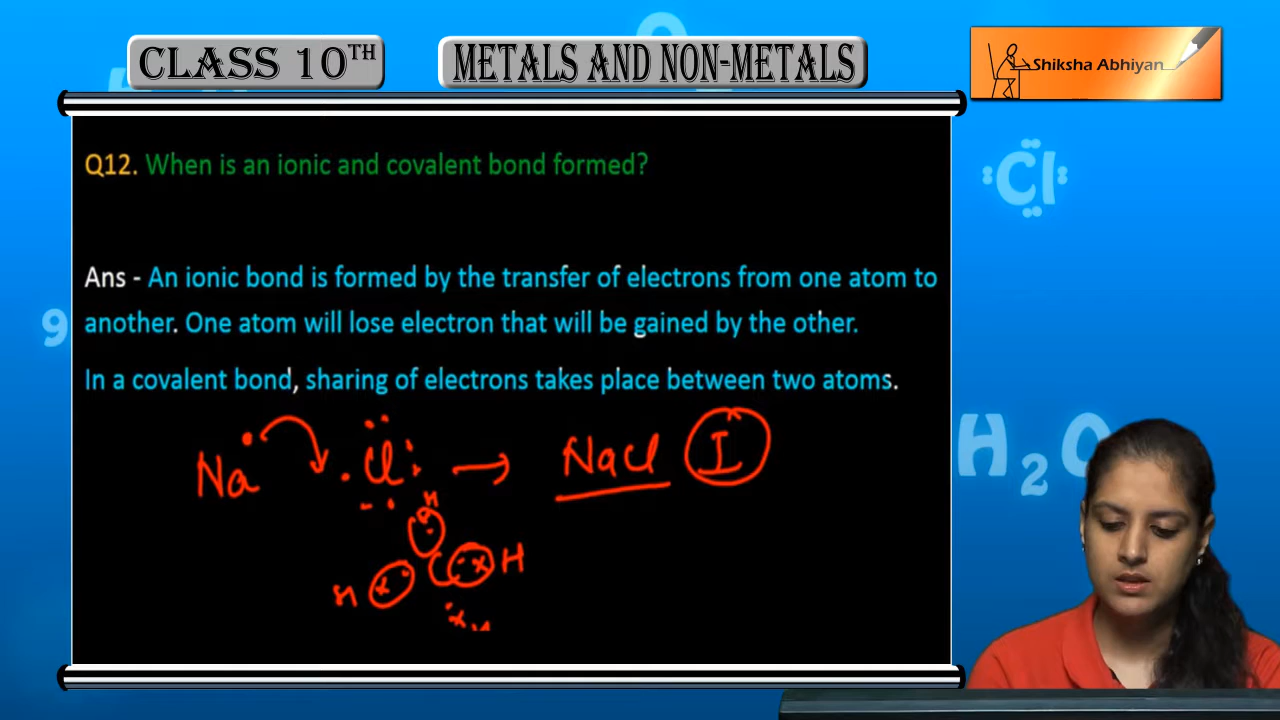 CLASS 10TH
METALS AND NON-METALS
Shiksha Abhiyan
Q12. When is an ionic and covalent bond formed?
Ans - An ionic bond is formed by the transfer of electrons from one atom to
another. One atom will lose electron that will be gained by the other.
In a covalent bond, sharing of electrons takes place between two atoms.
Na Cl → NaCl I
H
C H
H
H
9
Cl
H2O